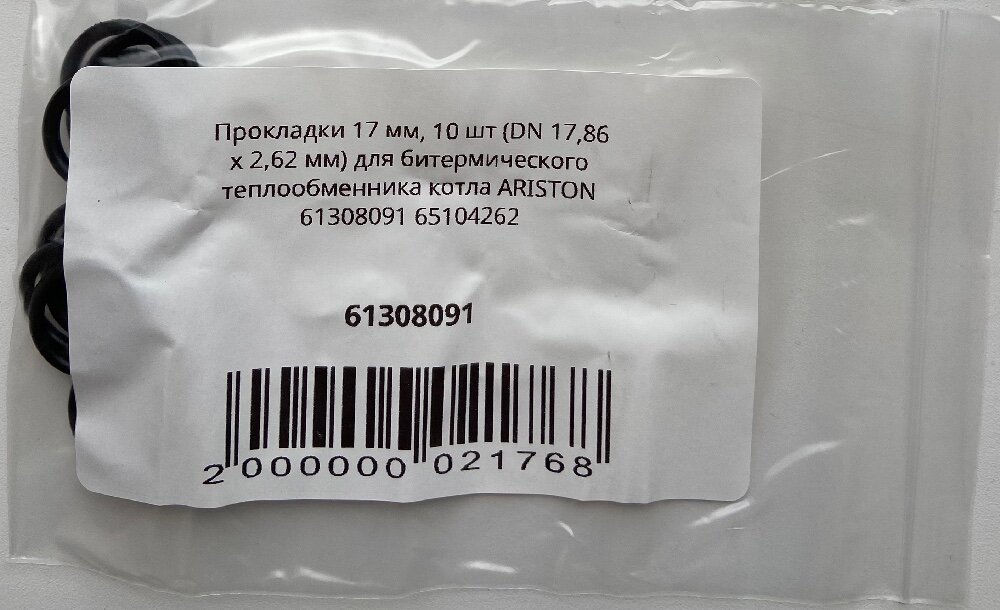 Прокладки 17 мм, 10 шт (DN 17,86
x 2,62 мм) для битермического
теплообменника котла ARISTON
61308091 65104262
61308091
2 000000 021768